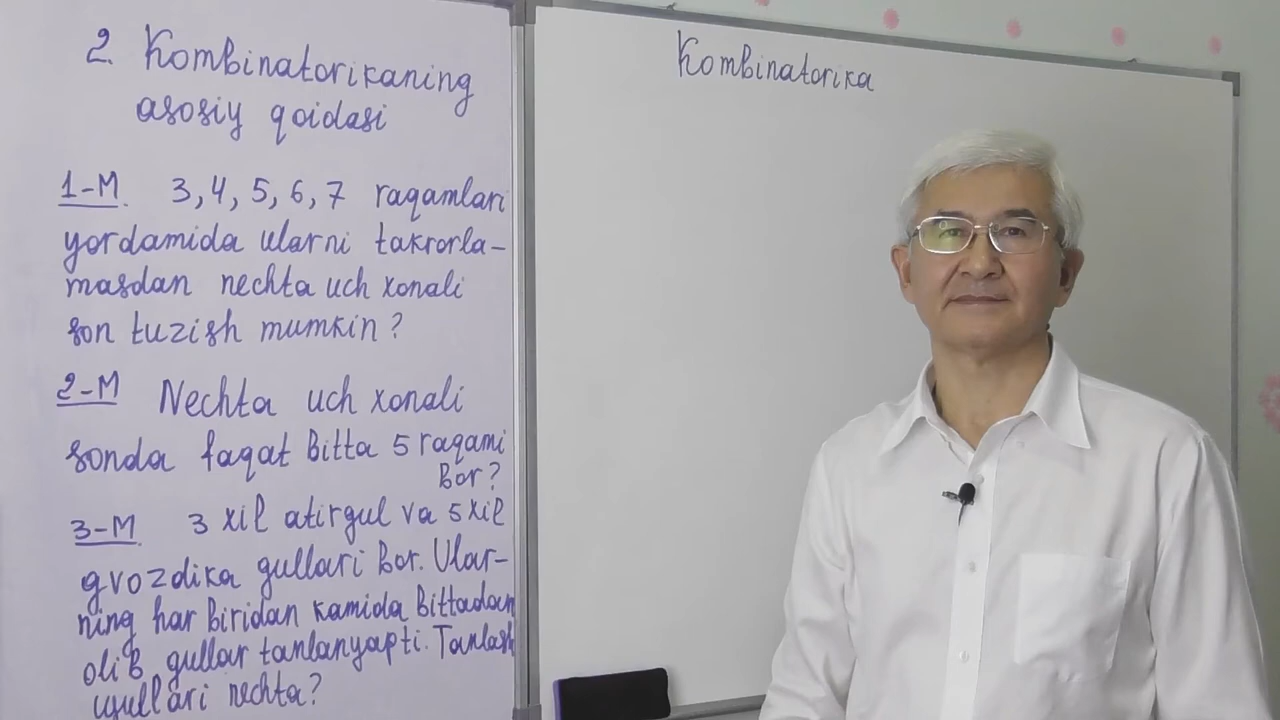 2. Kombinatorikaning
asosiy qoidasi
1-M. 3, 4, 5, 6, 7 raqamlari
yordamida ularni takrorla-
masdan nechta uch xonali
son tuzish mumkin?
2-M Nechta uch xonali
sonda faqat bitta 5 raqami
bor?
3-M. 3 xil atirgul va 5 xil
gvozdika gullari bor. Ular-
ning har biridan kamida bittadan
olib gullar tanlanyapti. Tanlash
usullari nechta?
Kombinatorika